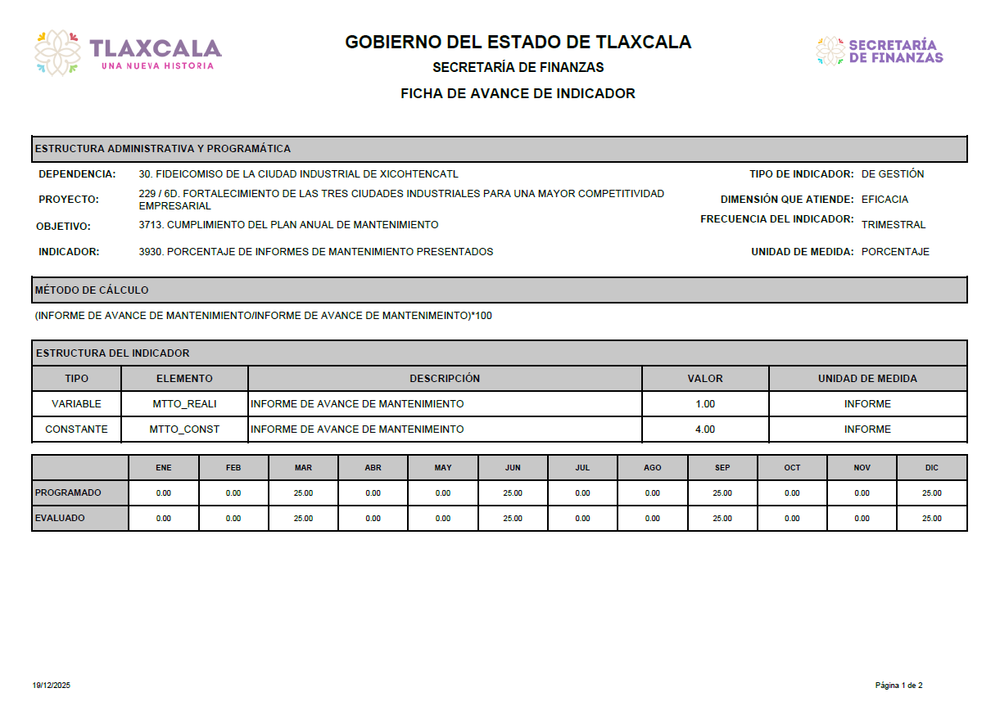 TLAXCALA
UNA NUEVA HISTORIA
GOBIERNO DEL ESTADO DE TLAXCALA
SECRETARÍA DE FINANZAS
FICHA DE AVANCE DE INDICADOR
SECRETARÍA
DE FINANZAS
ESTRUCTURA ADMINISTRATIVA Y PROGRAMÁTICA
DEPENDENCIA: 30. FIDEICOMISO DE LA CIUDAD INDUSTRIAL DE XICOHTENCATL TIPO DE INDICADOR: DE GESTIÓN
PROYECTO: 229 / 6D. FORTALECIMIENTO DE LAS TRES CIUDADES INDUSTRIALES PARA UNA MAYOR COMPETITIVIDAD
EMPRESARIAL DIMENSIÓN QUE ATIENDE: EFICACIA
OBJETIVO: 3713. CUMPLIMIENTO DEL PLAN ANUAL DE MANTENIMIENTO FRECUENCIA DEL INDICADOR: TRIMESTRAL
INDICADOR: 3930. PORCENTAJE DE INFORMES DE MANTENIMIENTO PRESENTADOS UNIDAD DE MEDIDA: PORCENTAJE
MÉTODO DE CÁLCULO
(INFORME DE AVANCE DE MANTENIMIENTO/INFORME DE AVANCE DE MANTENIMEINTO)*100
ESTRUCTURA DEL INDICADOR
TIPO ELEMENTO DESCRIPCIÓN VALOR UNIDAD DE MEDIDA
VARIABLE MTTO_REALI INFORME DE AVANCE DE MANTENIMIENTO 1.00 INFORME
CONSTANTE MTTO_CONST INFORME DE AVANCE DE MANTENIMEINTO 4.00 INFORME
ENE FEB MAR ABR MAY JUN JUL AGO SEP OCT NOV DIC
PROGRAMADO 0.00 0.00 25.00 0.00 0.00 25.00 0.00 0.00 25.00 0.00 0.00 25.00
EVALUADO 0.00 0.00 25.00 0.00 0.00 25.00 0.00 0.00 25.00 0.00 0.00 25.00
19/12/2025 Página 1 de 2